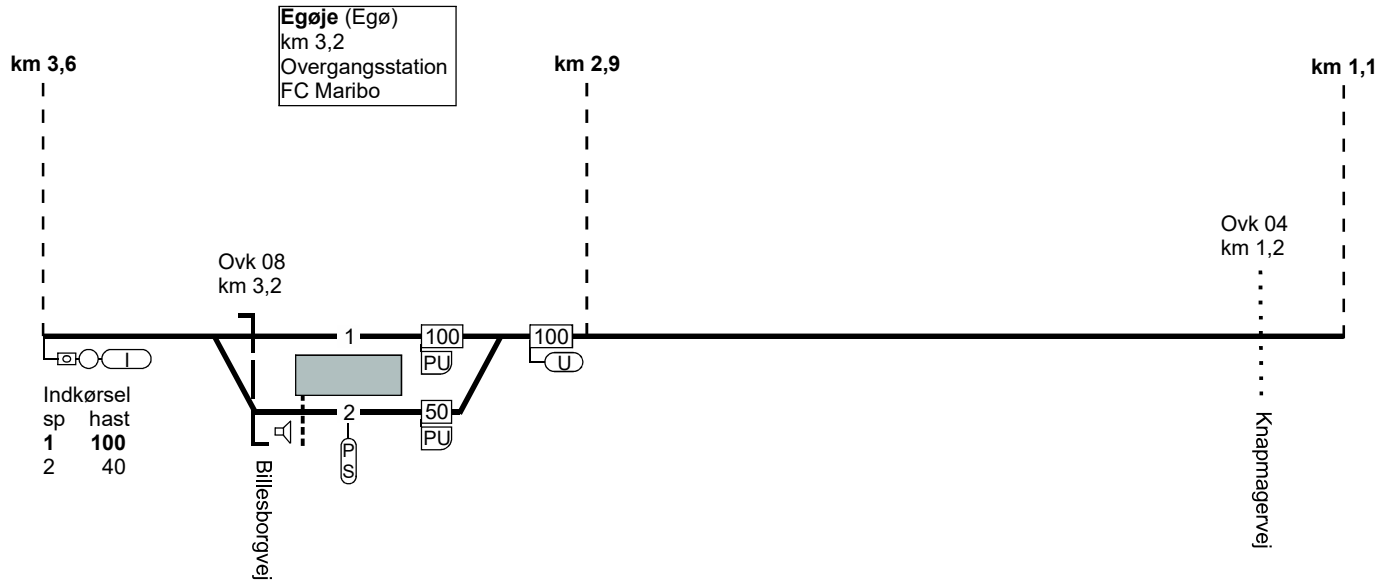 Egøje (Egø)
km 3,2
Overgangsstation
FC Maribo
km 3,6
km 2,9
km 1,1
Ovk 04
km 1,2
Ovk 08
km 3,2
1
100
100
PU
U
I
Indkørsel
sp hast
1 100
2 40
2
50
PU
P
S
Billesborgvej
Knapmagervej